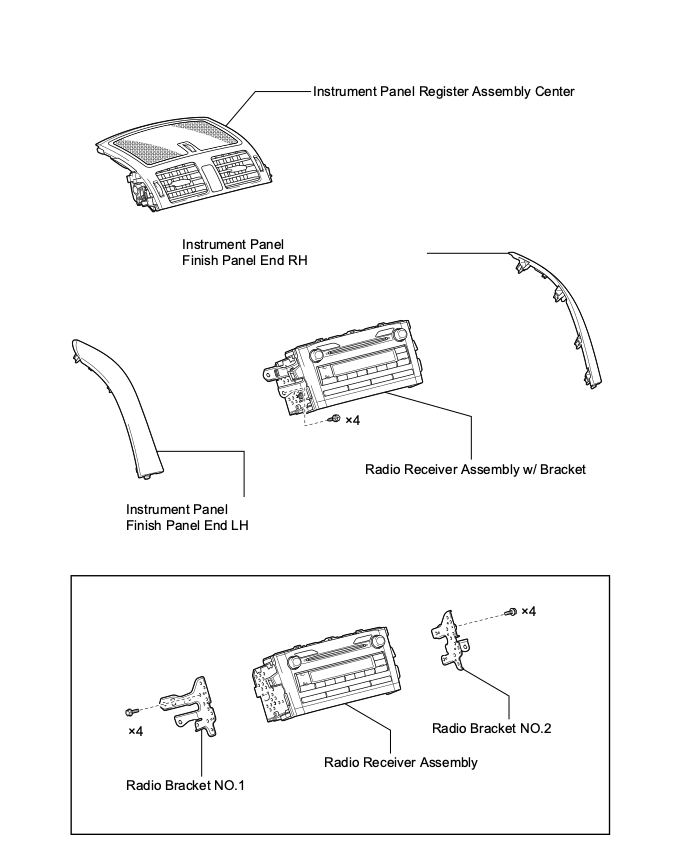 Instrument Panel Register Assembly Center
Instrument Panel
Finish Panel End RH
×4
Radio Receiver Assembly w/ Bracket
Instrument Panel
Finish Panel End LH
×4
×4
Radio Bracket NO.2
Radio Receiver Assembly
Radio Bracket NO.1